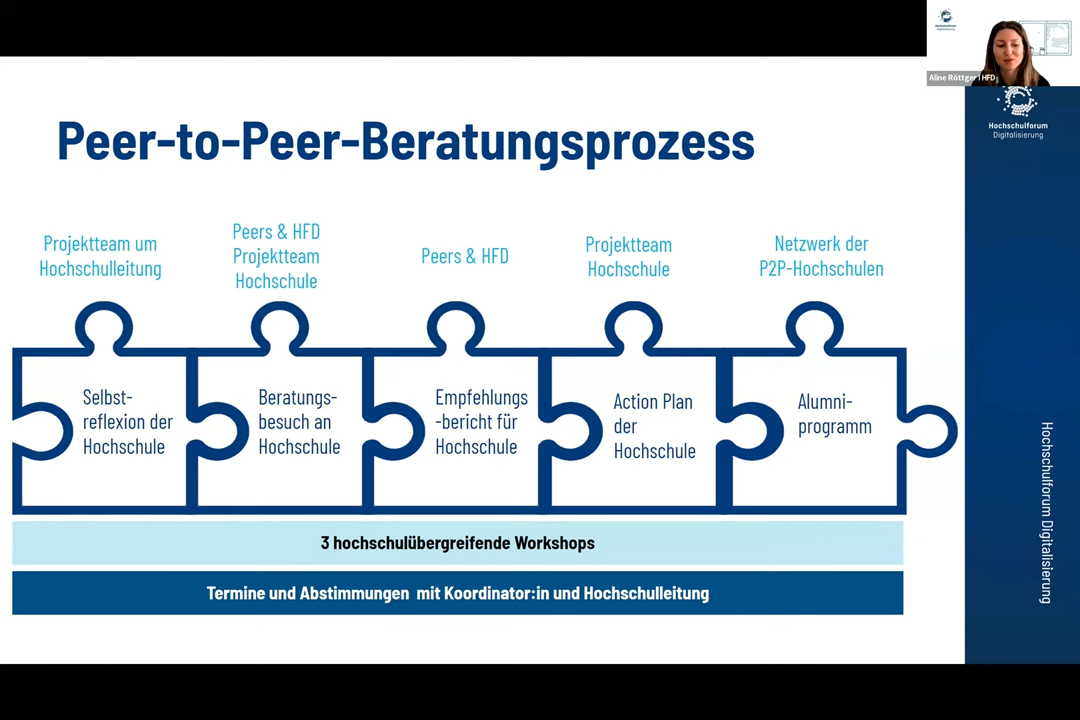 Hochschulforum
Digitalisierung
Aline Röttger I HFD
Hochschulforum
Digitalisierung
Peer-to-Peer-Beratungsprozess
Projektteam um
Hochschulleitung
Peers & HFD
Projektteam
Hochschule
Peers & HFD
Projektteam
Hochschule
Netzwerk der
P2P-Hochschulen
Selbst-
reflexion der
Hochschule
Beratungs-
besuch an
Hochschule
Empfehlungs
-bericht für
Hochschule
Action Plan
der
Hochschule
Alumni-
programm
3 hochschulübergreifende Workshops
Termine und Abstimmungen mit Koordinator:in und Hochschulleitung
Hochschulforum Digitalisierung